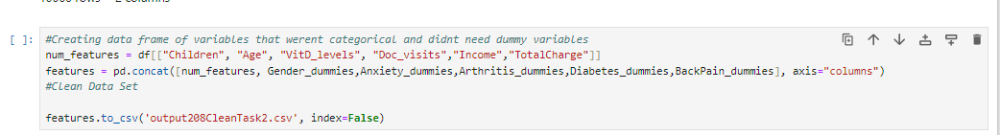 [ ]: #Creating data frame of variables that werent categorical and didnt need dummy variables
num_features = df[["Children", "Age", "VitD_levels", "Doc_visits","Income","TotalCharge"]]
features = pd.concat([num_features, Gender_dummies,Anxiety_dummies,Arthritis_dummies,Diabetes_dummies,BackPain_dummies], axis="columns")
#Clean Data Set
features.to_csv('output208CleanTask2.csv', index=False)